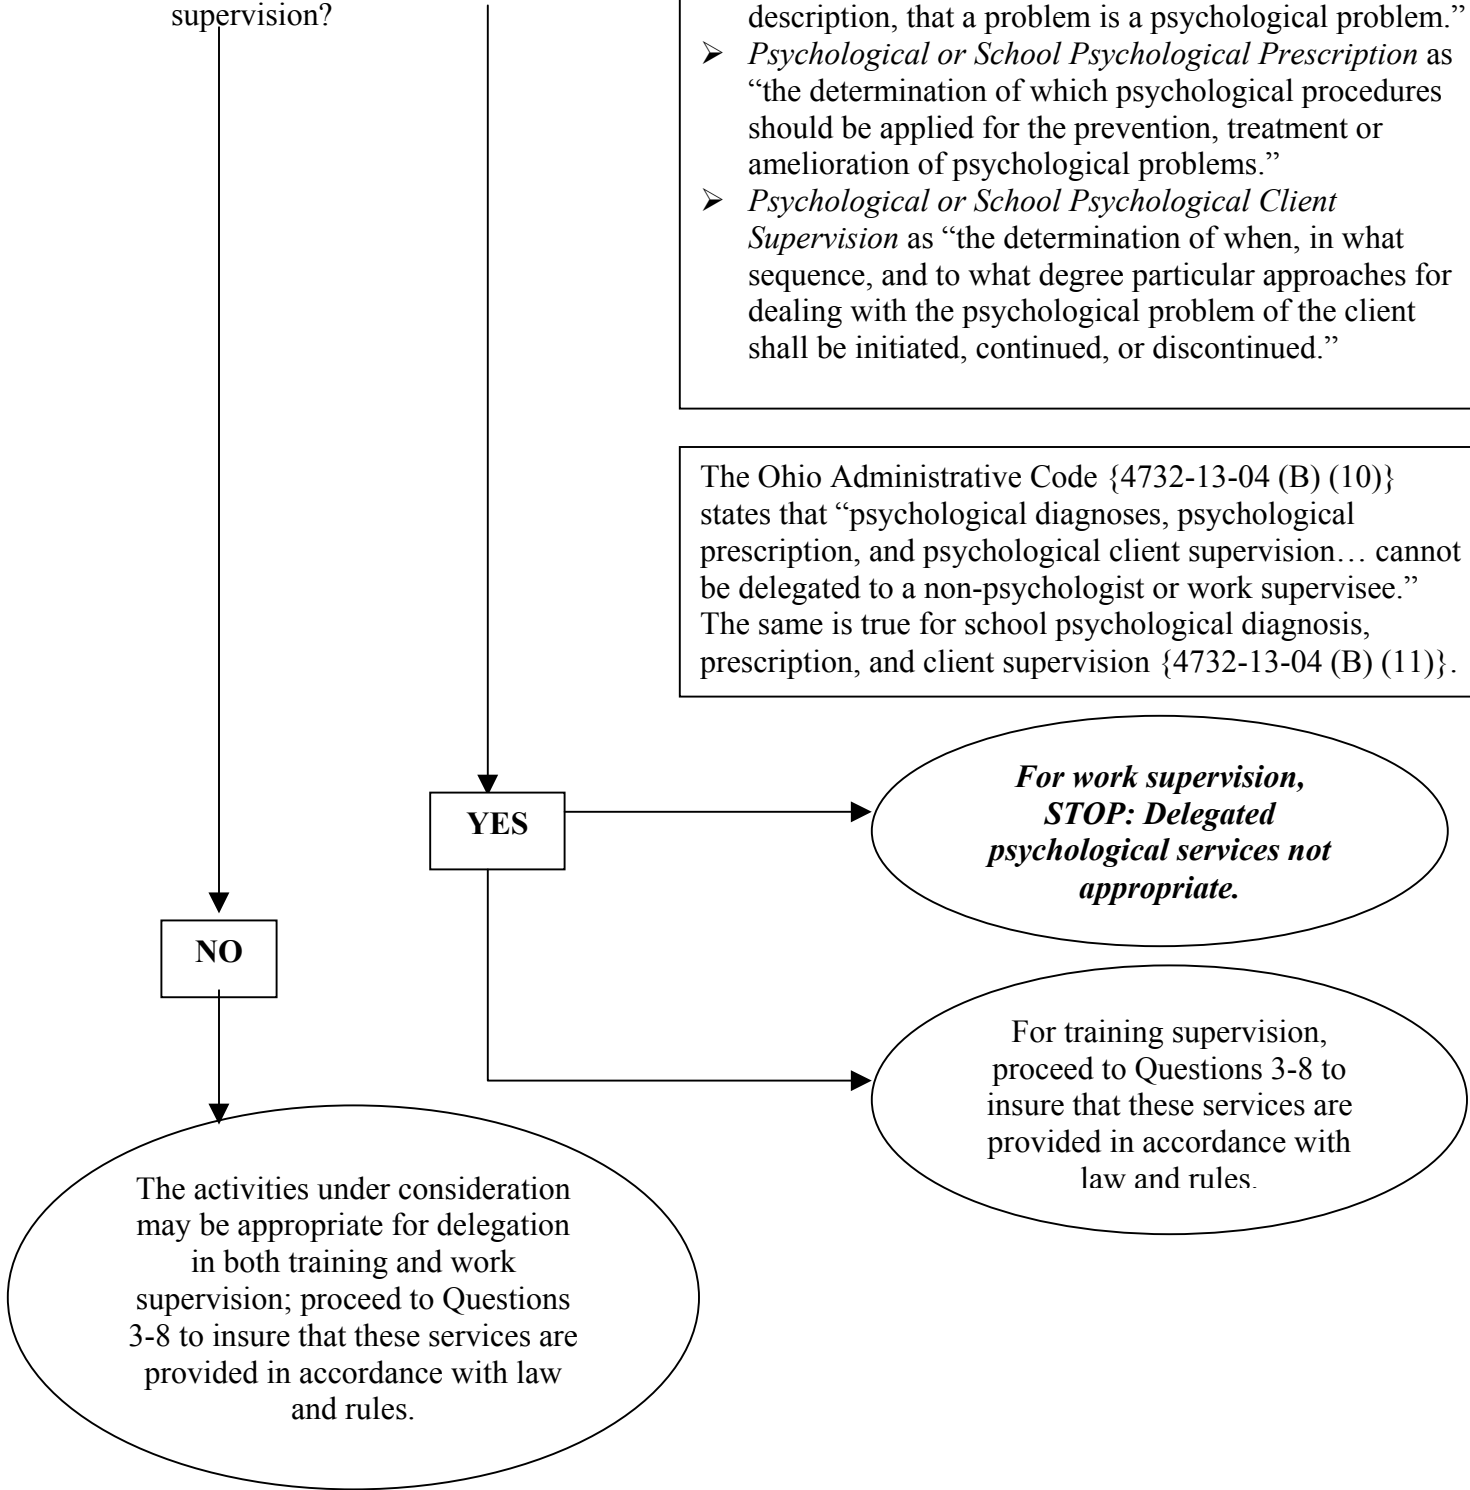 supervision?
description, that a problem is a psychological problem.”
➢ Psychological or School Psychological Prescription as
“the determination of which psychological procedures
should be applied for the prevention, treatment or
amelioration of psychological problems.”
➢ Psychological or School Psychological Client
Supervision as “the determination of when, in what
sequence, and to what degree particular approaches for
dealing with the psychological problem of the client
shall be initiated, continued, or discontinued.”
The Ohio Administrative Code {4732-13-04 (B) (10)}
states that “psychological diagnoses, psychological
prescription, and psychological client supervision… cannot
be delegated to a non-psychologist or work supervisee.”
The same is true for school psychological diagnosis,
prescription, and client supervision {4732-13-04 (B) (11)}.
YES
For work supervision,
STOP: Delegated
psychological services not
appropriate.
NO
For training supervision,
proceed to Questions 3-8 to
insure that these services are
provided in accordance with
law and rules.
The activities under consideration
may be appropriate for delegation
in both training and work
supervision; proceed to Questions
3-8 to insure that these services are
provided in accordance with law
and rules.